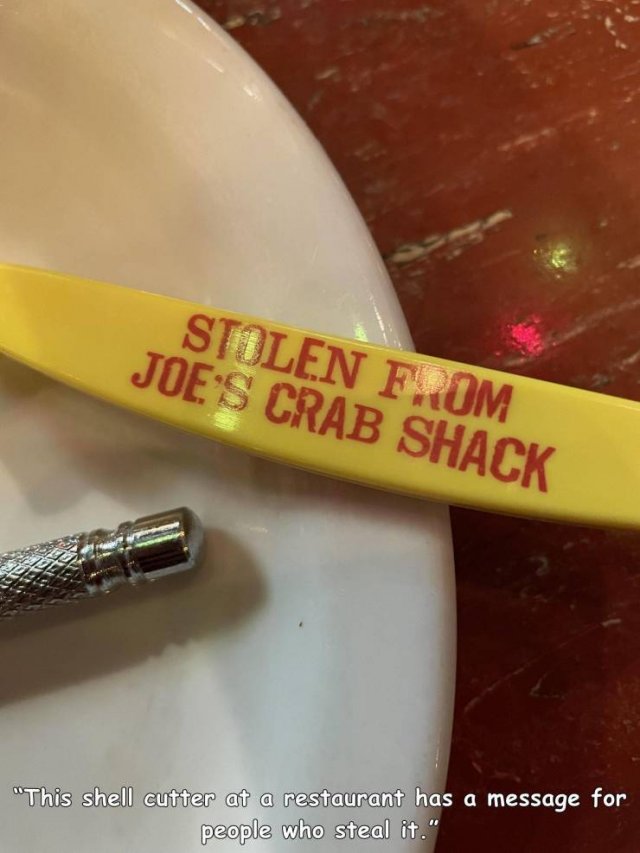 STOLEN FROM
JOE'S CRAB SHACK
"This shell cutter at a restaurant has a message for
people who steal it."